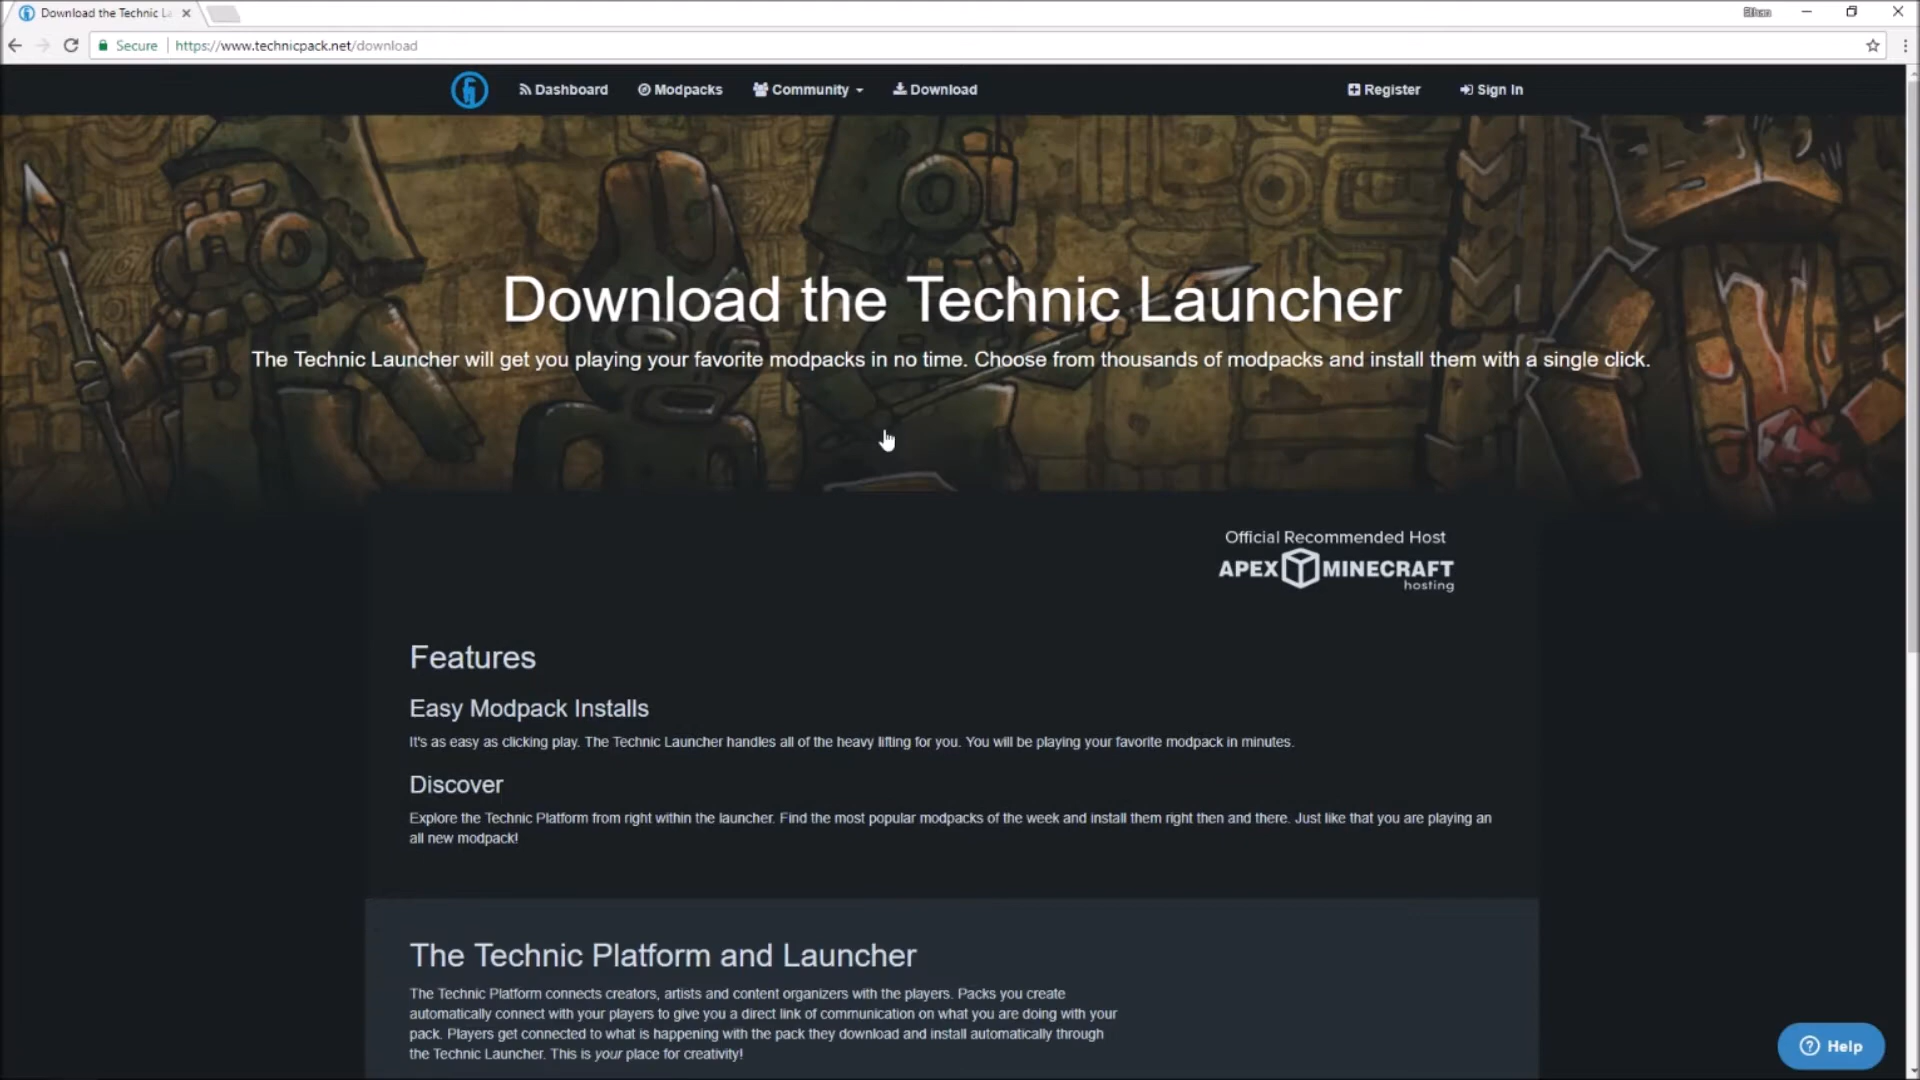 Download the Technic La
Secure
https://www.technicpack.net/download
Dashboard
Modpacks
Community
Download
Register
Sign In
Download the Technic Launcher
The Technic Launcher will get you playing your favorite modpacks in no time. Choose from thousands of modpacks and install them with a single click.
Official Recommended Host
APEX MINECRAFT
hosting
Features
Easy Modpack Installs
It's as easy as clicking play. The Technic Launcher handles all of the heavy lifting for you. You will be playing your favorite modpack in minutes.
Discover
Explore the Technic Platform from right within the launcher. Find the most popular modpacks of the week and install them right then and there. Just like that you are playing an
all new modpack!
The Technic Platform and Launcher
The Technic Platform connects creators, artists and content organizers with the players. Packs you create
automatically connect with your players to give you a direct link of communication on what you are doing with your
pack. Players get connected to what is happening with the pack they download and install automatically through
the Technic Launcher. This is your place for creativity!
Help